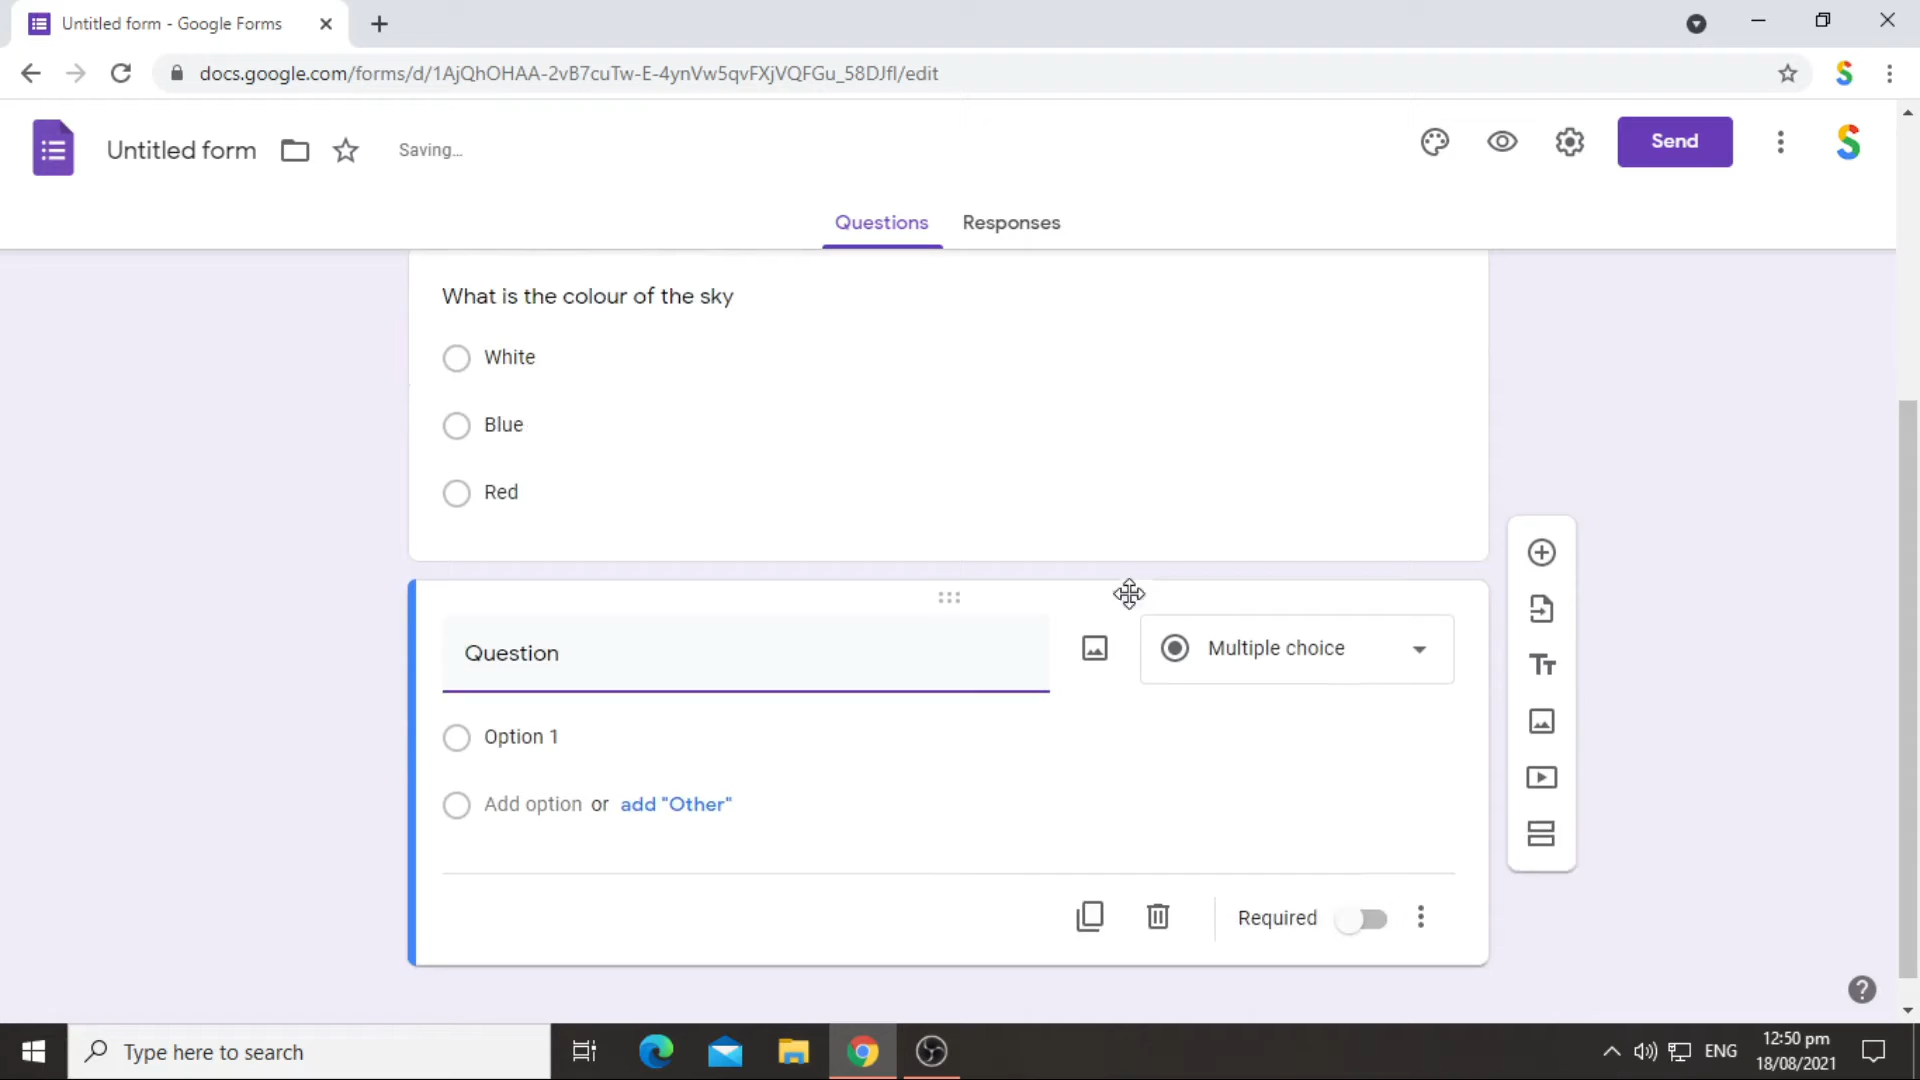 Untitled form - Google Forms
docs.google.com/forms/d/1AjQhOHAA-2vB7cuTw-E-4ynVw5qvFXjVQFGu_58DJfI/edit
Untitled form
Saving...
Send
Questions Responses
What is the colour of the sky
White
Blue
Red
Question
Multiple choice
Option 1
Add option or add "Other"
Required
Type here to search
ENG
12:50 pm
18/08/2021